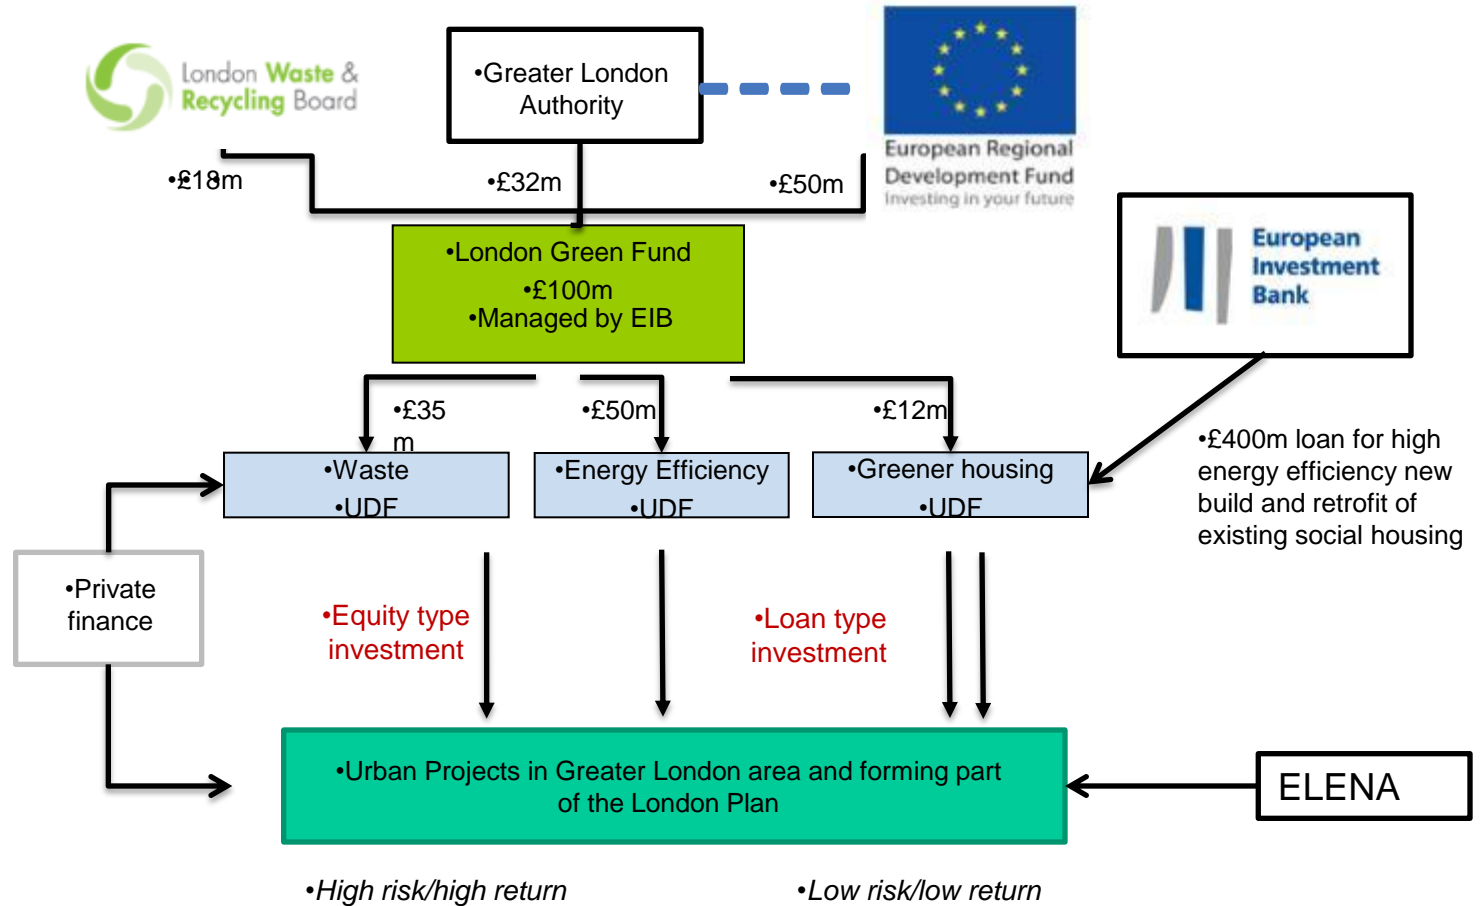 London Waste &
Recycling Board
•Greater London
Authority
European Regional
Development Fund
Investing in your future
•£18m
•£32m
•£50m
•London Green Fund
•£100m
•Managed by EIB
European
Investment
Bank
•£35
m
•£50m
•£12m
•£400m loan for high
energy efficiency new
build and retrofit of
existing social housing
•Waste
•UDF
•Energy Efficiency
•UDF
•Greener housing
•UDF
•Private
finance
•Equity type
investment
•Loan type
investment
•Urban Projects in Greater London area and forming part
of the London Plan
ELENA
•High risk/high return
•Low risk/low return